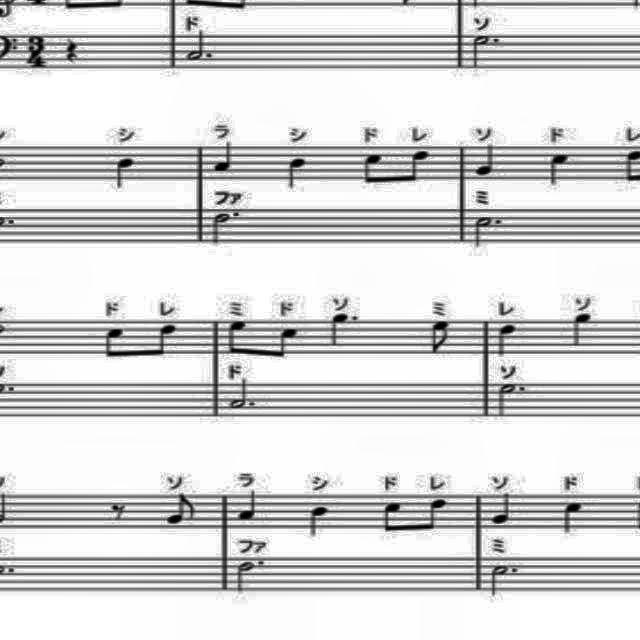 ド ソ
シ ラ シ ド レ ソ ド レ
ファ ミ
ド レ ミ ド ソ ミ レ ソ
ド ソ
ソ ラ シ ド レ ソ ド
ファ ミ